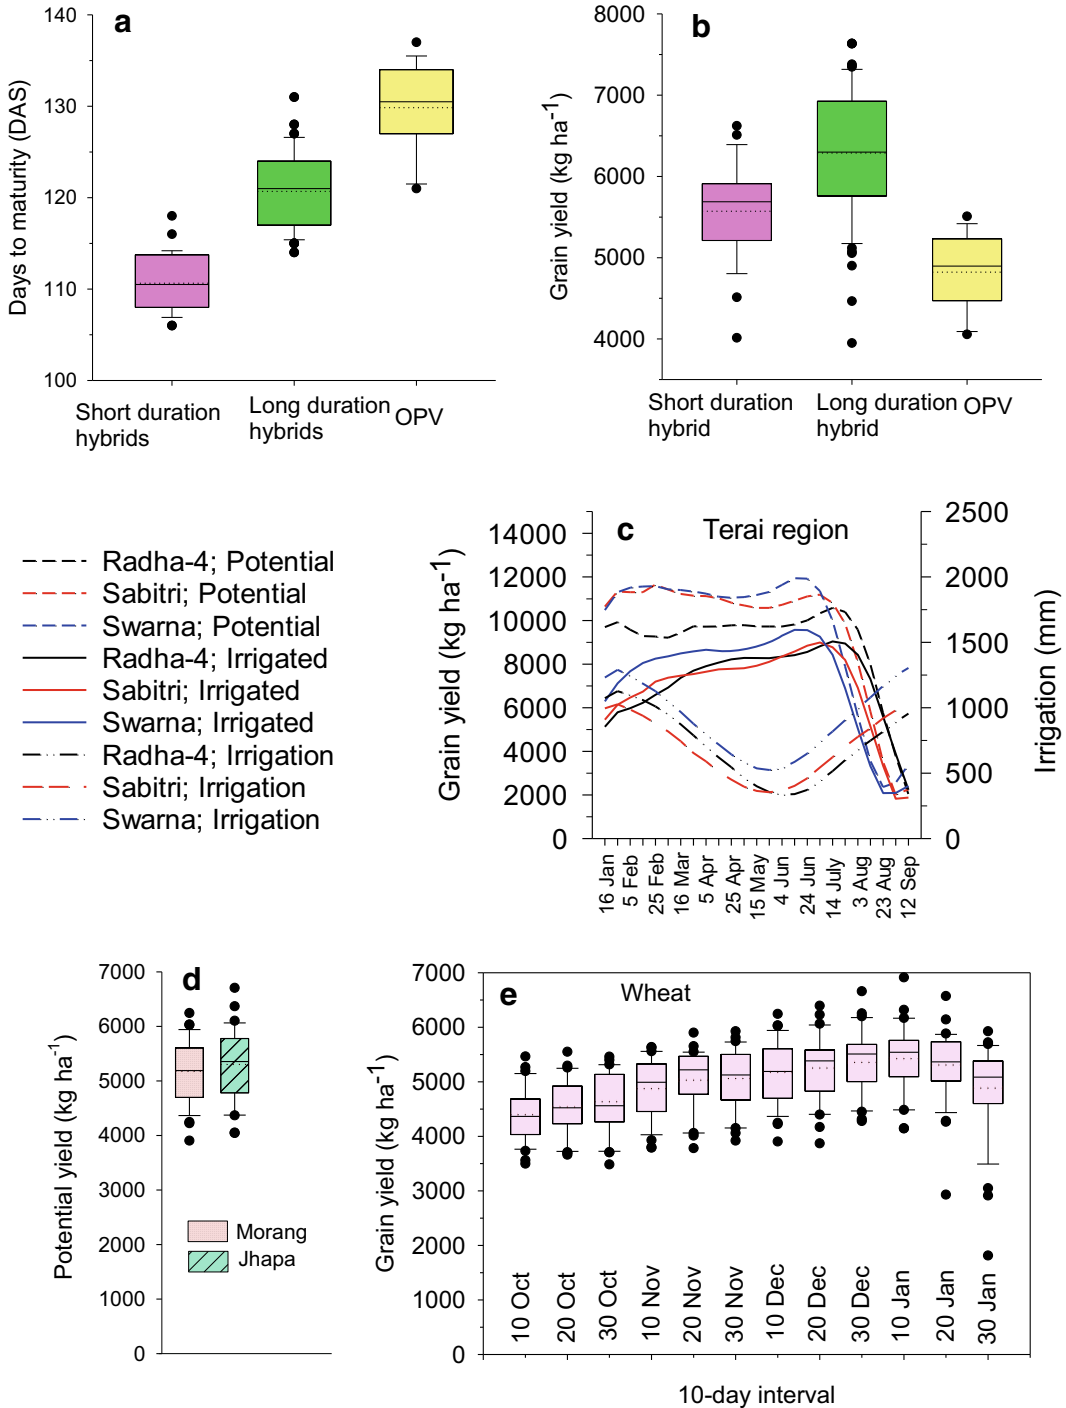 a
140
130
120
110
100
Days to maturity (DAS)
Short duration
hybrids
Long duration
hybrids
OPV
b
8000
7000
6000
5000
4000
Grain yield (kg ha-1)
Short duration
hybrid
Long duration
hybrid
OPV
Radha-4; Potential
Sabitri; Potential
Swarna; Potential
Radha-4; Irrigated
Sabitri; Irrigated
Swarna; Irrigated
Radha-4; Irrigation
Sabitri; Irrigation
Swarna; Irrigation
c
Terai region
14000
12000
10000
8000
6000
4000
2000
0
Grain yield (kg ha-1)
2500
2000
1500
1000
500
0
Irrigation (mm)
16 Jan
5 Feb
25 Feb
16 Mar
5 Apr
25 Apr
15 May
4 Jun
24 Jun
14 July
3 Aug
23 Aug
12 Sep
d
7000
6000
5000
4000
3000
2000
1000
0
Potential yield (kg ha-1)
Morang
Jhapa
e
Wheat
7000
6000
5000
4000
3000
2000
1000
0
Grain yield (kg ha-1)
10 Oct
20 Oct
30 Oct
10 Nov
20 Nov
30 Nov
10 Dec
20 Dec
30 Dec
10 Jan
20 Jan
30 Jan
10-day interval